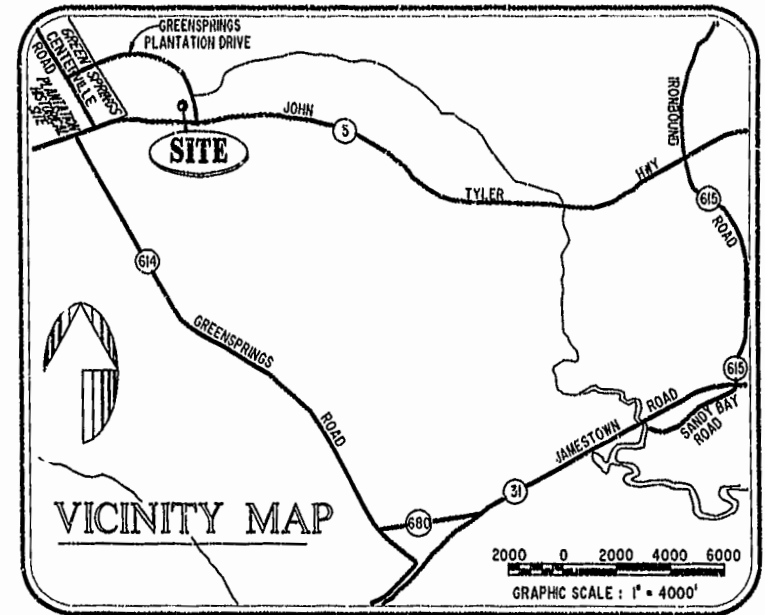 GREENSPRINGS
PLANTATION DRIVE
GREEN SPRINGS
CENTERVILLE
ROAD
PLANTATION
HISTORICAL
SITE
JOHN
5
SITE
TYLER
HWY
IRONBOUND
615
ROAD
614
GREENSPRINGS
ROAD
615
JAMESTOWN
ROAD
SANDY BAY
ROAD
31
680
VICINITY MAP
2000 0 2000 4000 6000
GRAPHIC SCALE : 1" = 4000'